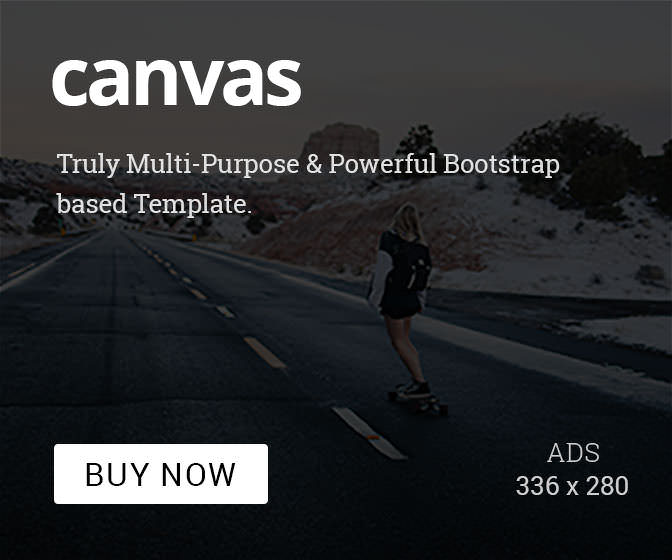 canvas
Truly Multi-Purpose & Powerful Bootstrap
based Template.
BUY NOW
ADS
336 x 280